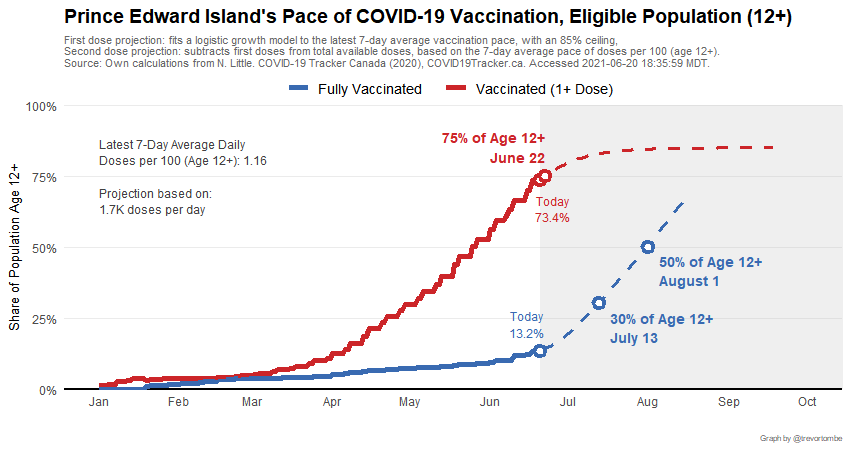 Prince Edward Island's Pace of COVID-19 Vaccination, Eligible Population (12+)
First dose projection: fits a logistic growth model to the latest 7-day average vaccination pace, with an 85% ceiling,
Second dose projection: subtracts first doses from total available doses, based on the 7-day average pace of doses per 100 (age 12+).
Source: Own calculations from N. Little. COVID-19 Tracker Canada (2020), COVID19Tracker.ca. Accessed 2021-06-20 18:35:59 MDT.
Fully Vaccinated
Vaccinated (1+ Dose)
Share of Population Age 12+
100%
75%
50%
25%
0%
Latest 7-Day Average Daily
Doses per 100 (Age 12+): 1.16
Projection based on:
1.7K doses per day
75% of Age 12+
June 22
Today
73.4%
50% of Age 12+
August 1
Today
13.2%
30% of Age 12+
July 13
Jan
Feb
Mar
Apr
May
Jun
Jul
Aug
Sep
Oct
Graph by @trevortombe